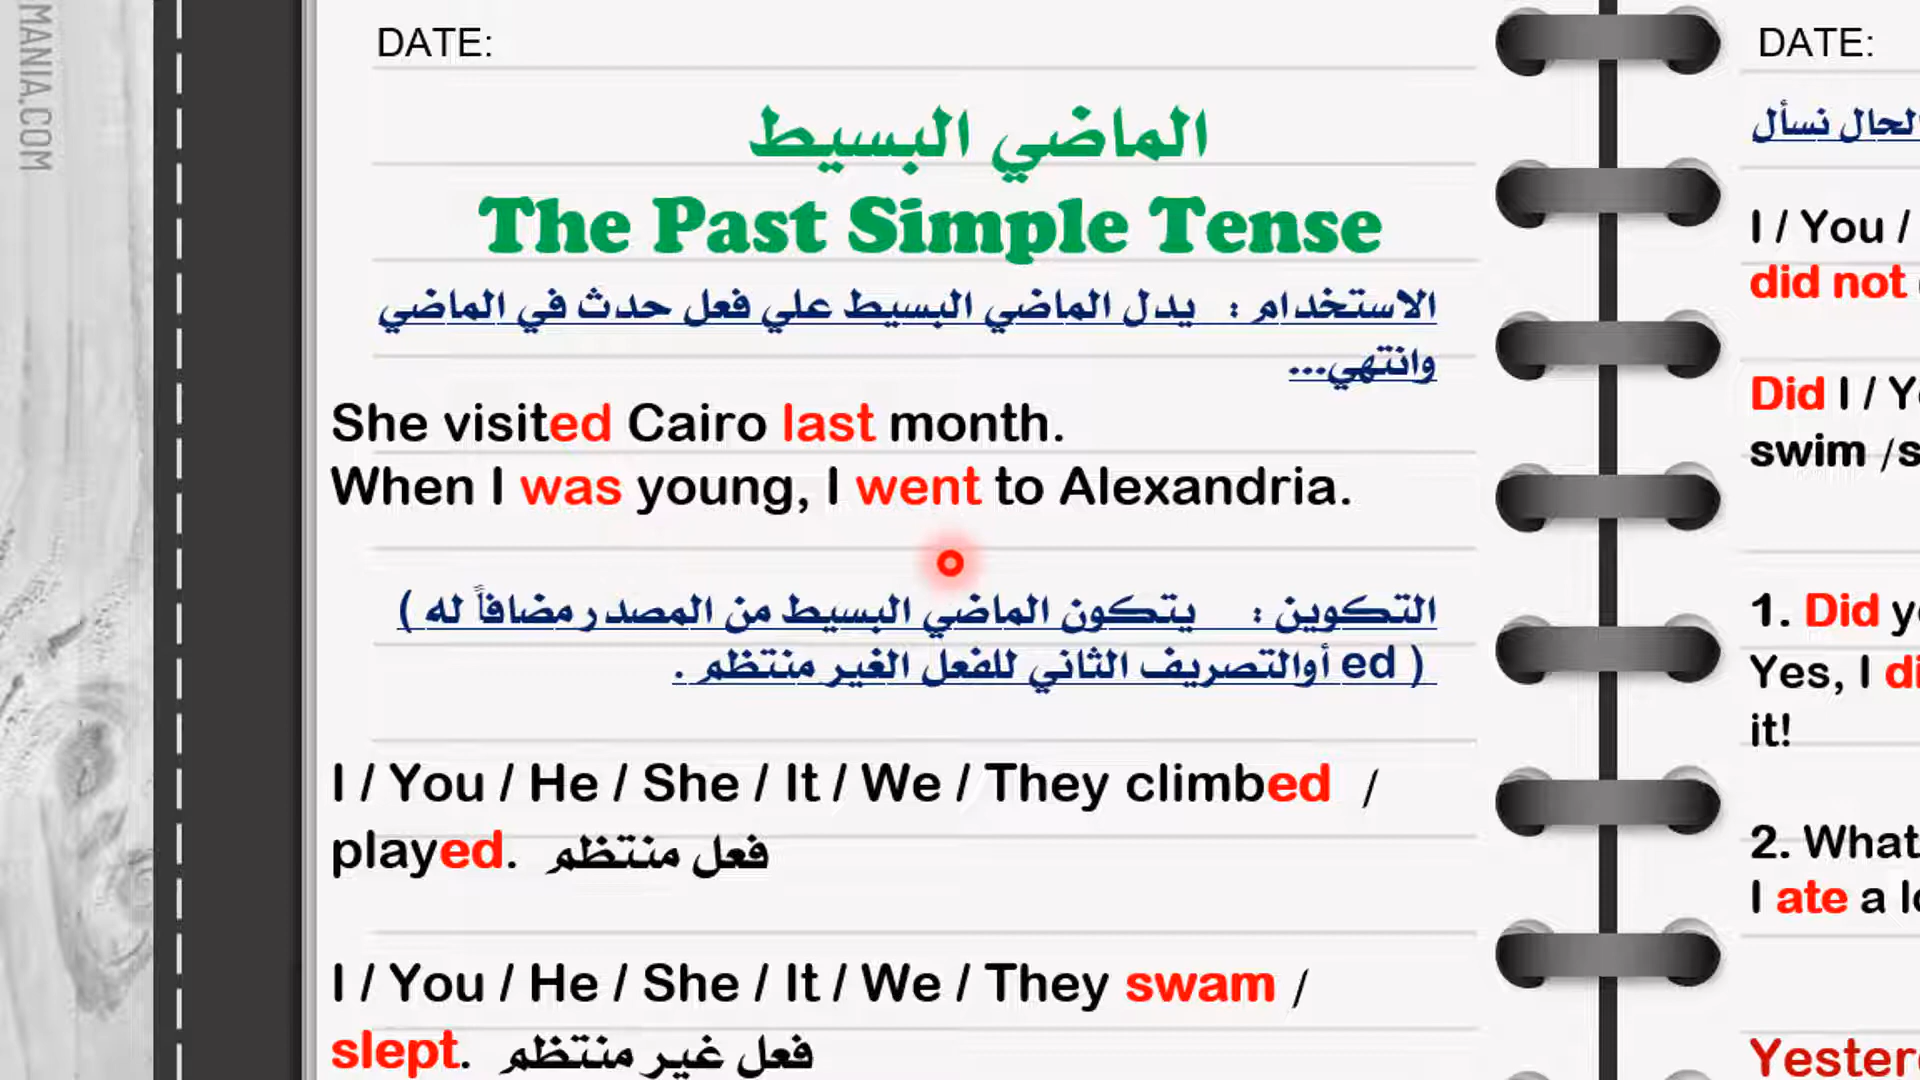 MANIA.COM
DATE:
الماضي البسيط
The Past Simple Tense
الاستخدام : يدل الماضي البسيط علي فعل حدث في الماضي
وانتهي...
She visited Cairo last month.
When I was young, I went to Alexandria.
التكوين : يتكون الماضي البسيط من المصدر مضافاً له (
( ed أوالتصريف الثاني للفعل الغير منتظم .
I / You / He / She / It / We / They climbed /
played. فعل منتظم
I / You / He / She / It / We / They swam /
slept. فعل غير منتظم
DATE:
الحال نسأل
I / You /
did not
Did I / Yo
swim /s
1. Did yo
Yes, I di
it!
2. What
I ate a lo
Yester